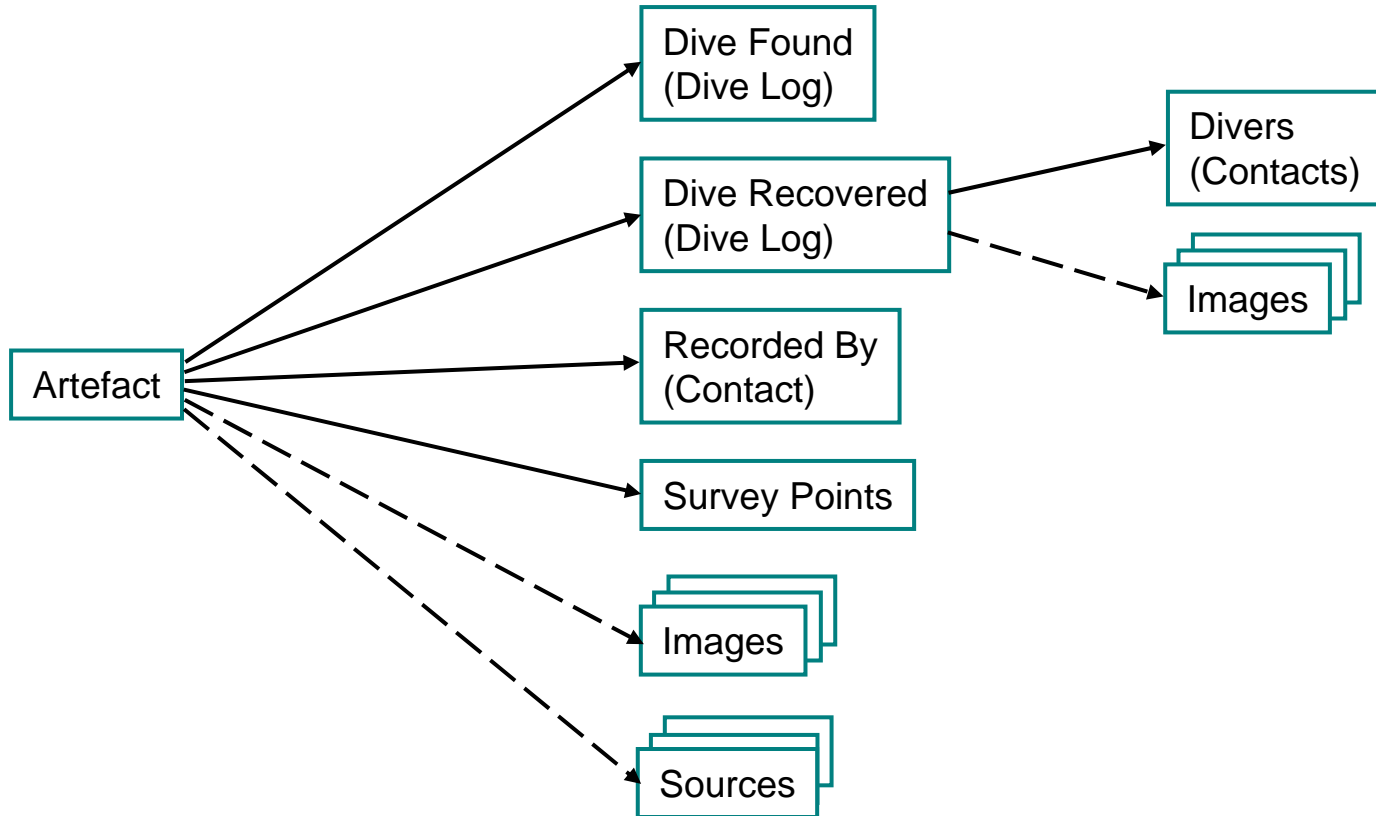 Dive Found
(Dive Log)
Divers
(Contacts)
Dive Recovered
(Dive Log)
Images
Recorded By
(Contact)
Artefact
Survey Points
Images
Sources